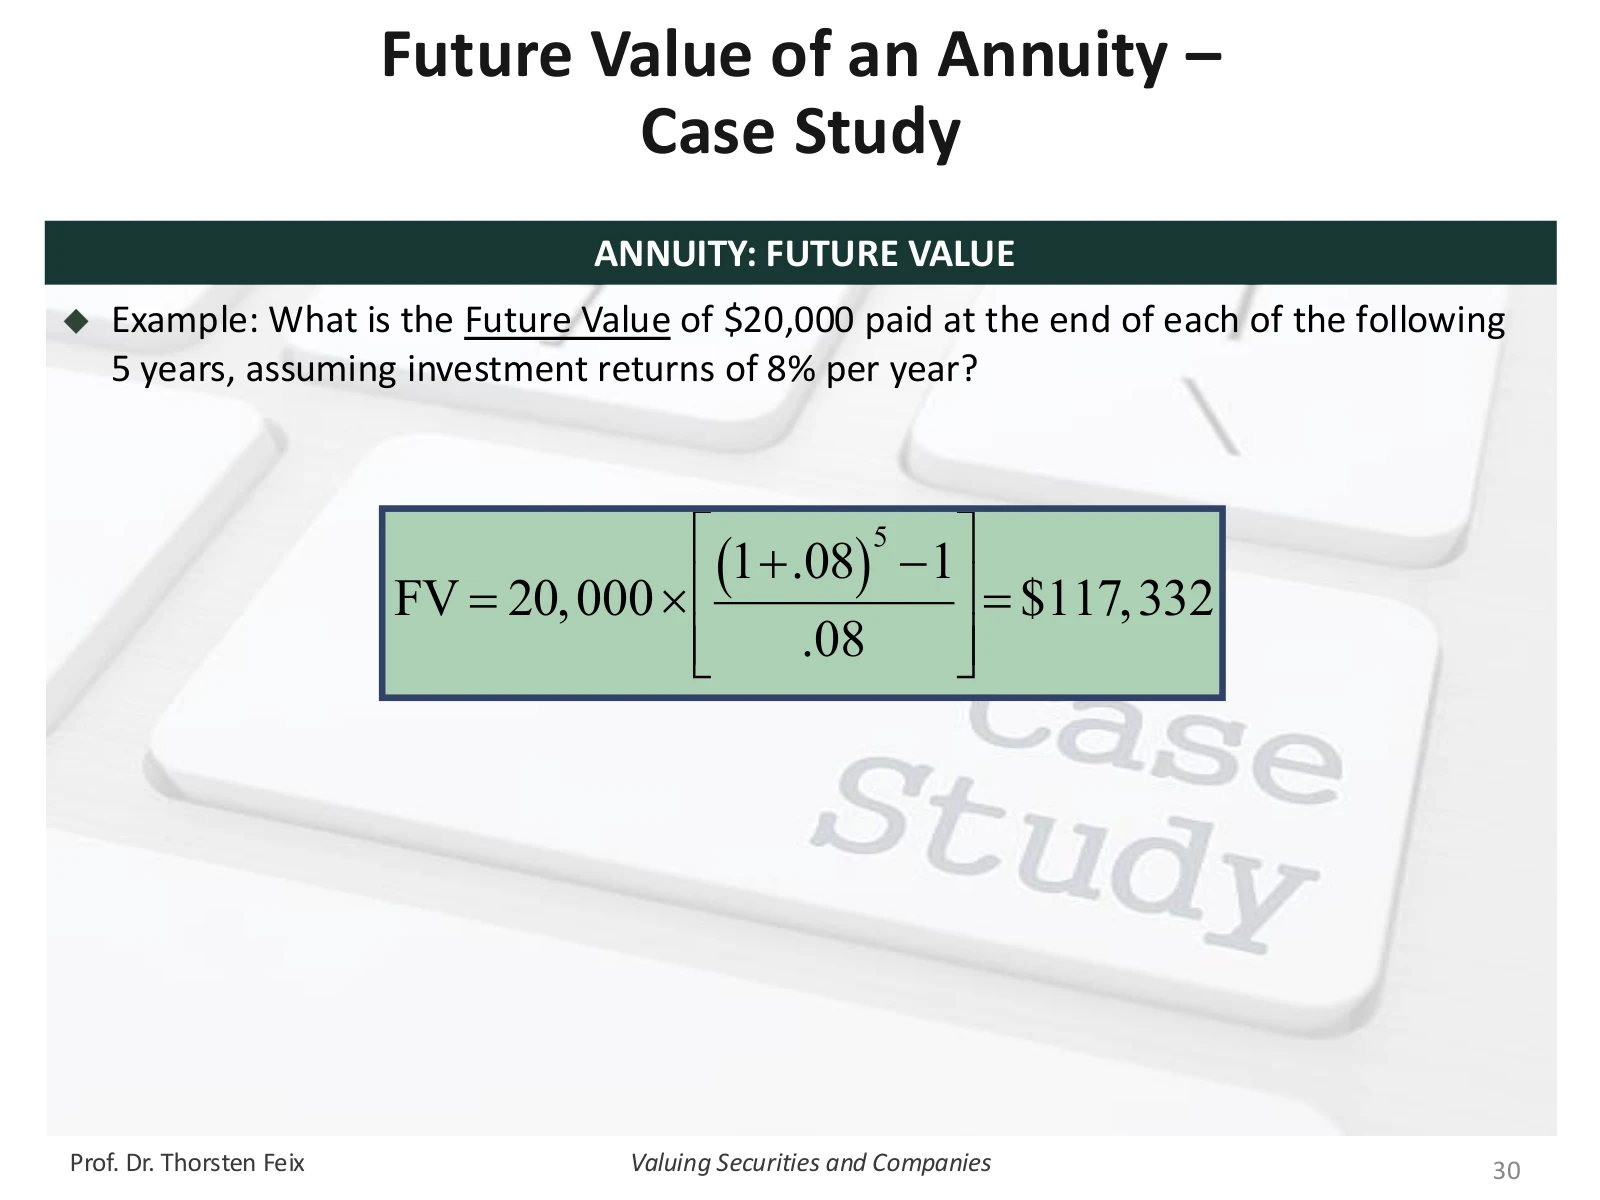 Future Value of an Annuity –
Case Study
ANNUITY: FUTURE VALUE
◆ Example: What is the Future Value of $20,000 paid at the end of each of the following
5 years, assuming investment returns of 8% per year?
FV = 20,000 × [ (1+.08)^5 − 1 / .08 ] = $117,332
Case
Study
Prof. Dr. Thorsten Feix
Valuing Securities and Companies
30